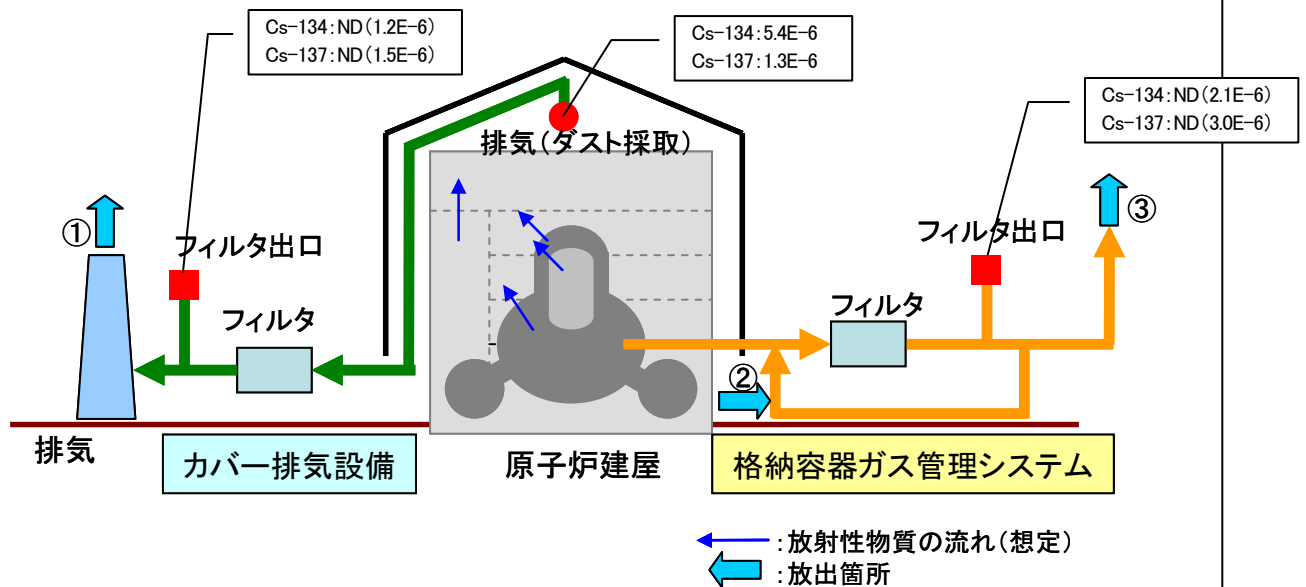 Cs-134:ND(1.2E-6)
Cs-137:ND(1.5E-6)
Cs-134:5.4E-6
Cs-137:1.3E-6
Cs-134:ND(2.1E-6)
Cs-137:ND(3.0E-6)
排気(ダスト採取)
①
フィルタ出口
フィルタ
③
フィルタ出口
フィルタ
②
排気
カバー排気設備
原子炉建屋
格納容器ガス管理システム
:放射性物質の流れ(想定)
:放出箇所